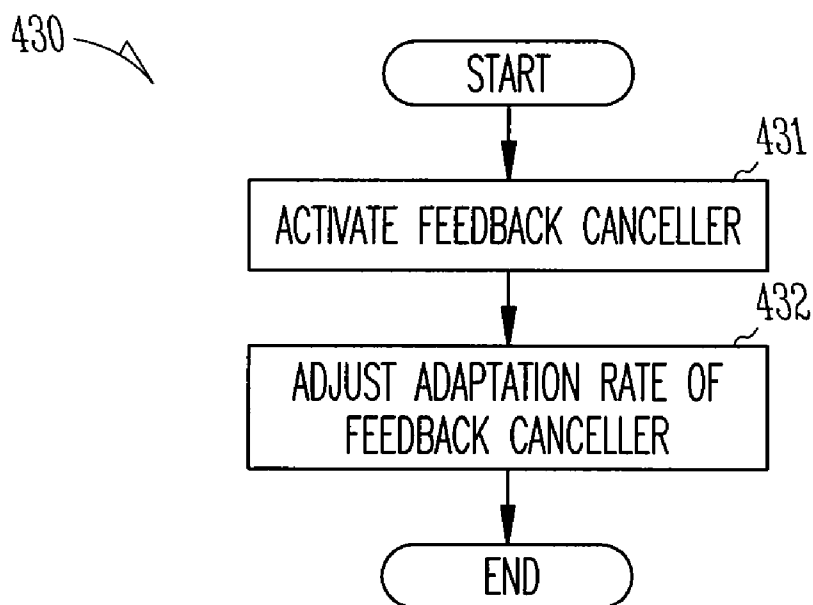 430
START
431
ACTIVATE FEEDBACK CANCELLER
432
ADJUST ADAPTATION RATE OF
FEEDBACK CANCELLER
END